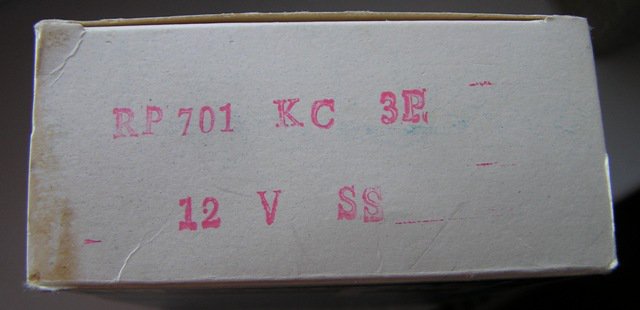 RP 701 KC 3P.
12 V SS